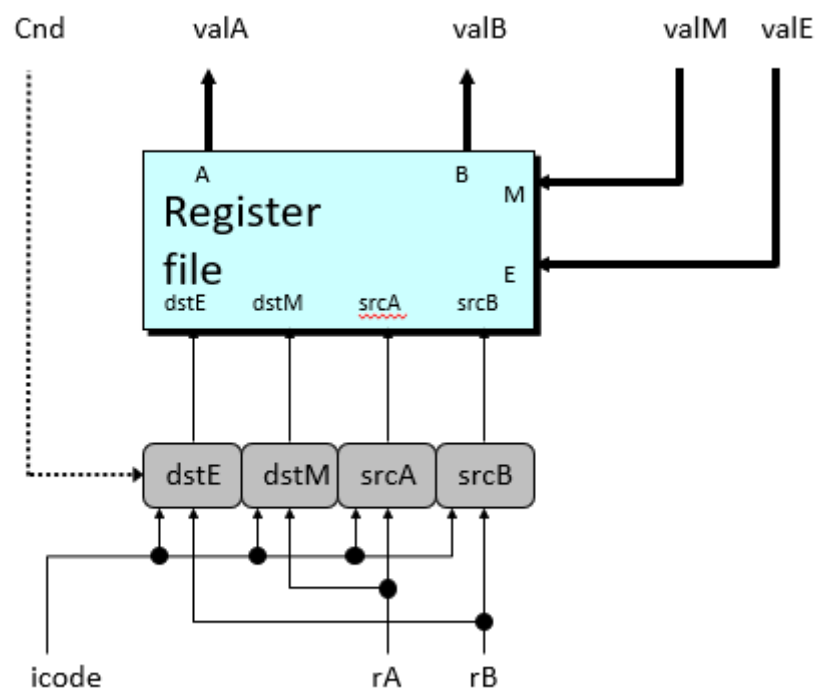 Cnd valA valB valM valE
A B
M
Register
file
E
dstE dstM srcA srcB
dstE dstM srcA srcB
icode rA rB